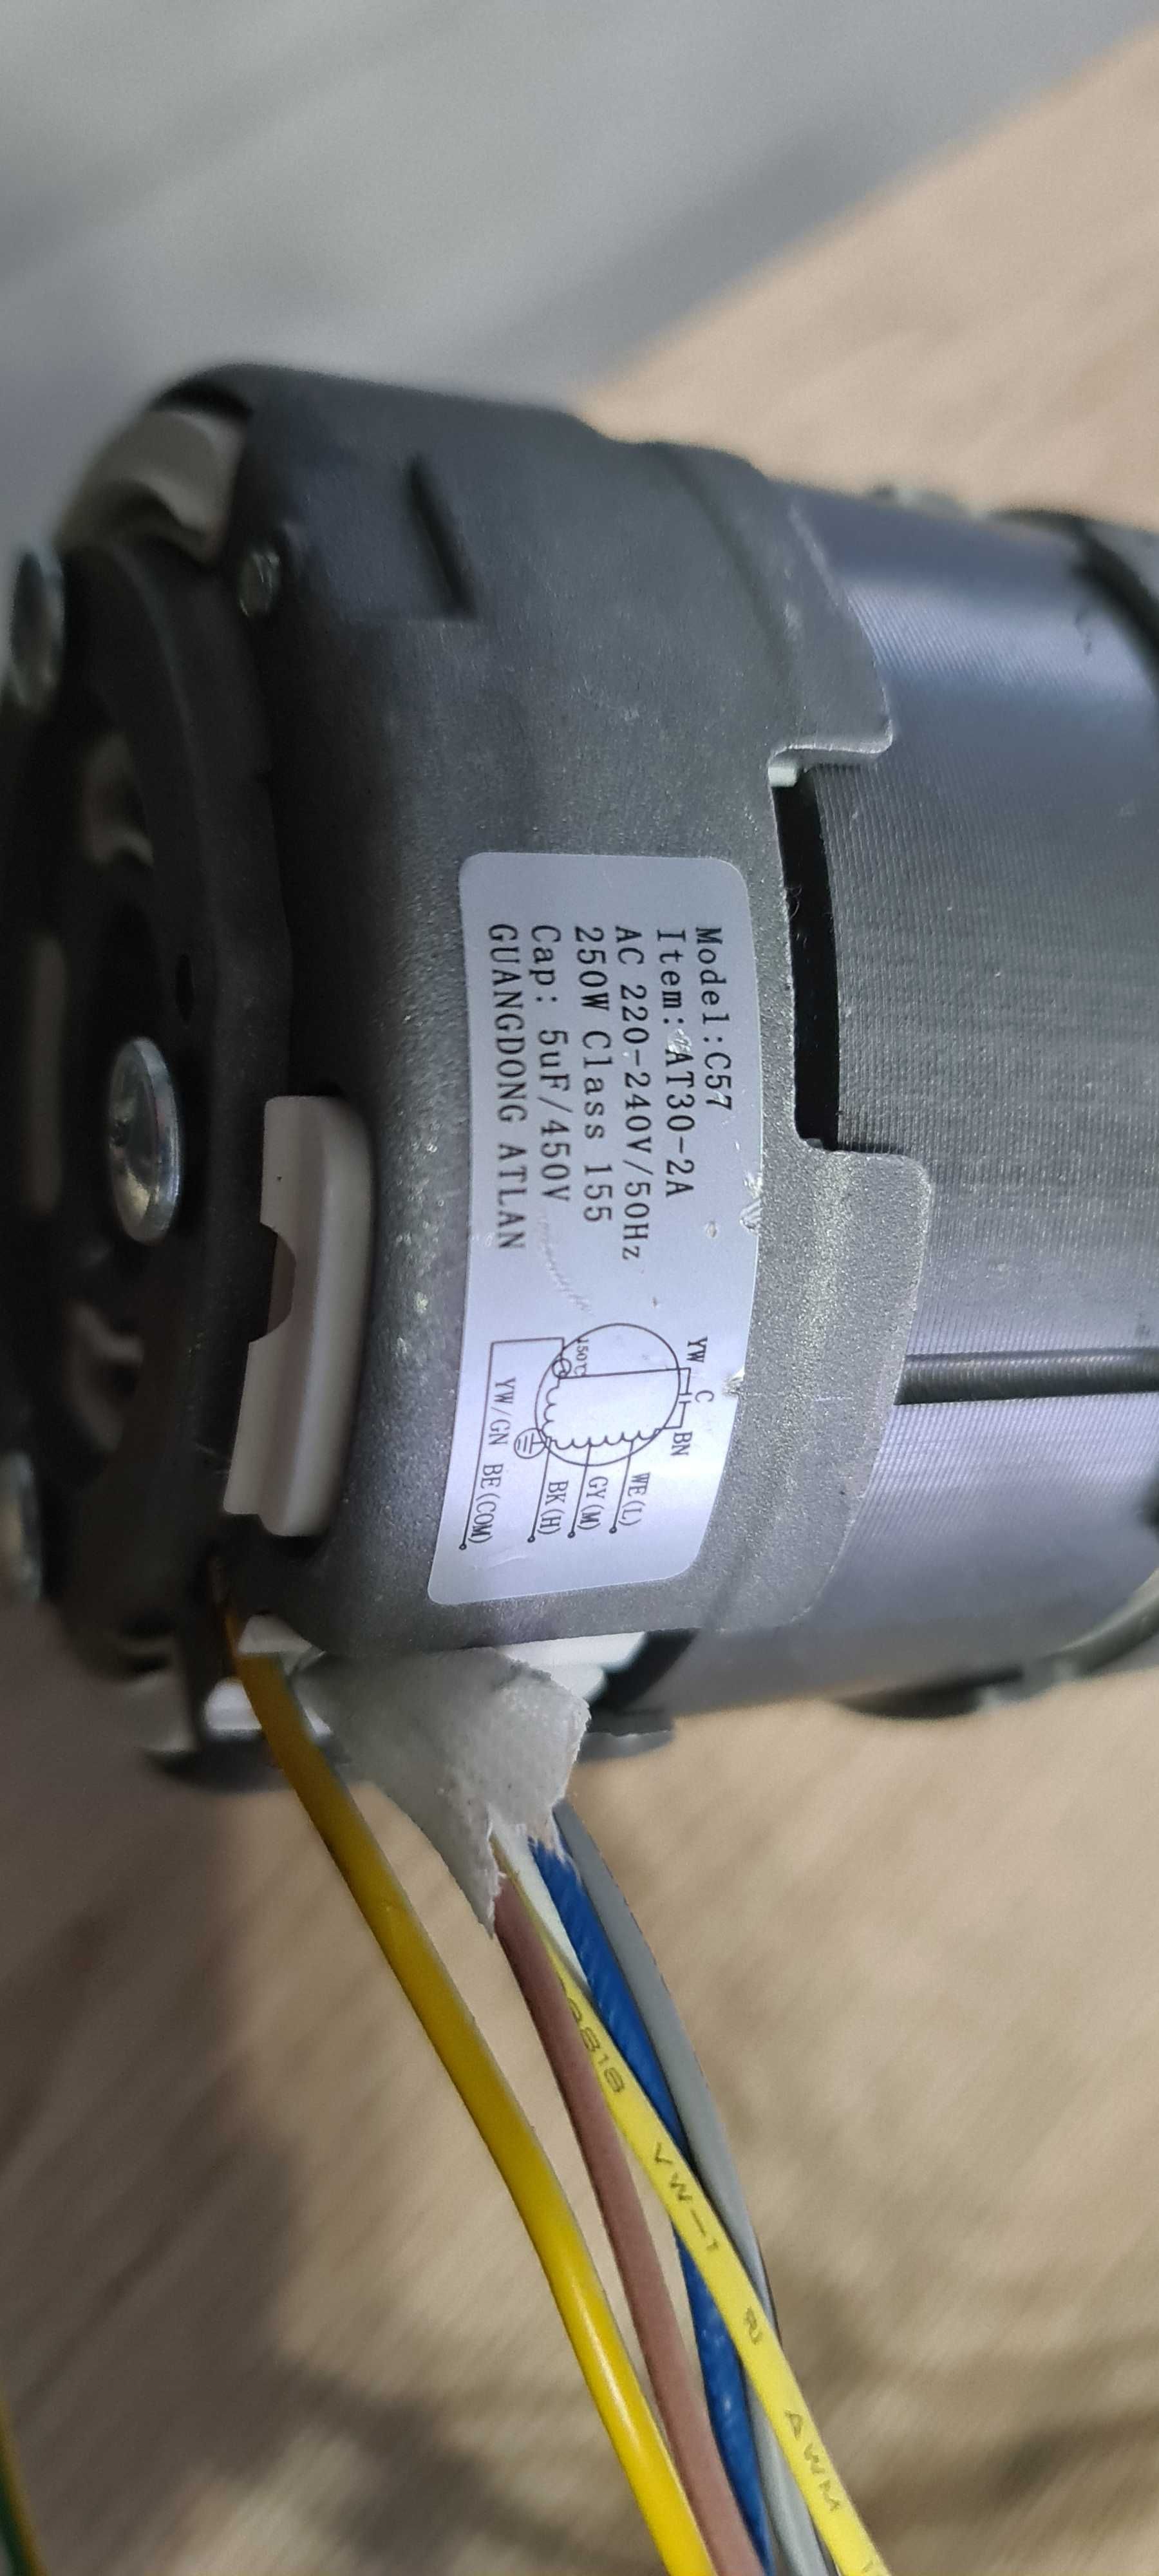 Model:C57
Item:AT30-2A
AC 220-240V/50Hz
250W Class 155
Cap: 5uF/450V
GUANGDONG ATLAN
YW C BN
150℃
WE(L)
GY(M)
BK(H)
YW/GN BE(COM)
VW-1
AWM